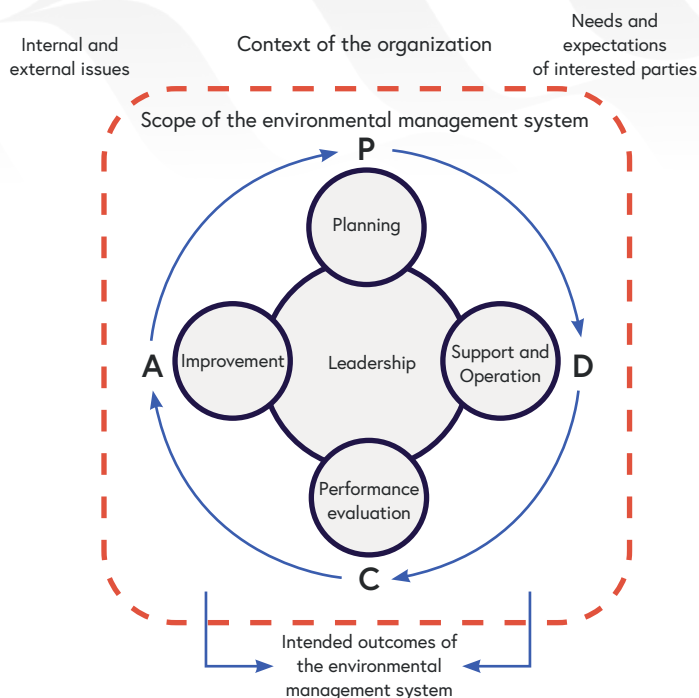 Internal and
external issues
Context of the organization
Needs and
expectations
of interested parties
Scope of the environmental management system
P
Planning
A
Improvement
Leadership
Support and
Operation
D
Performance
evaluation
C
Intended outcomes of
the environmental
management system